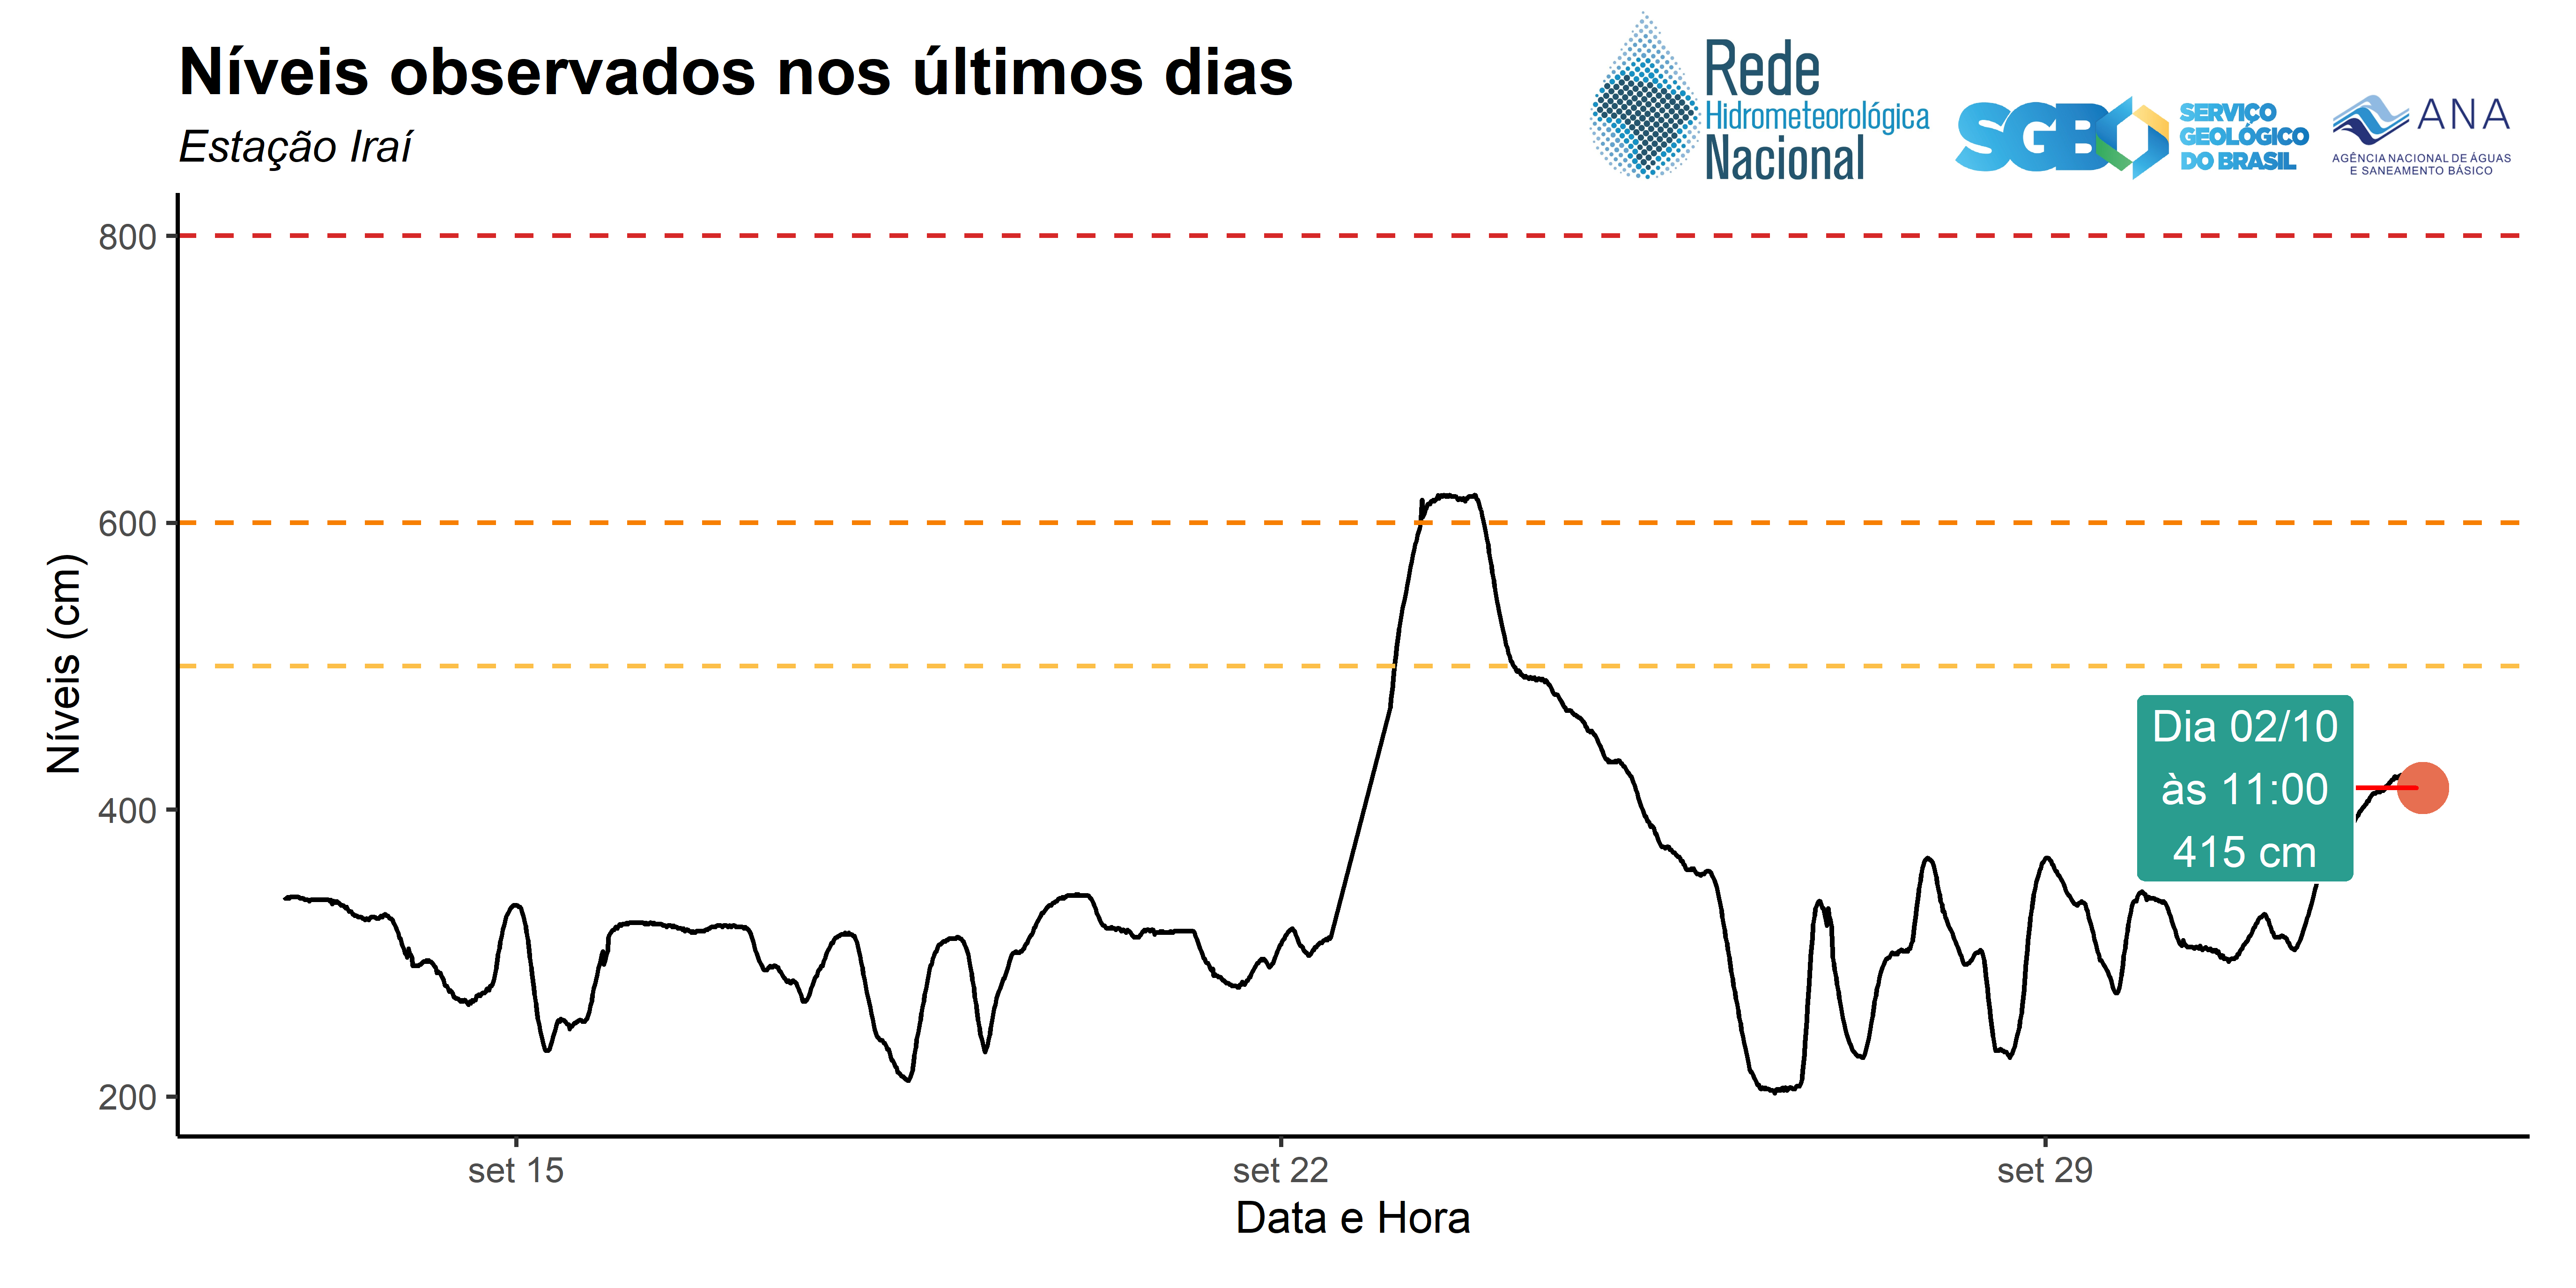 Níveis observados nos últimos dias
Estação Iraí
Rede
Hidrometeorológica
Nacional
SGB
SERVIÇO
GEOLÓGICO
DO BRASIL
ANA
AGÊNCIA NACIONAL DE ÁGUAS
E SANEAMENTO BÁSICO
Níveis (cm)
800
600
400
200
Dia 02/10
às 11:00
415 cm
set 15
set 22
set 29
Data e Hora